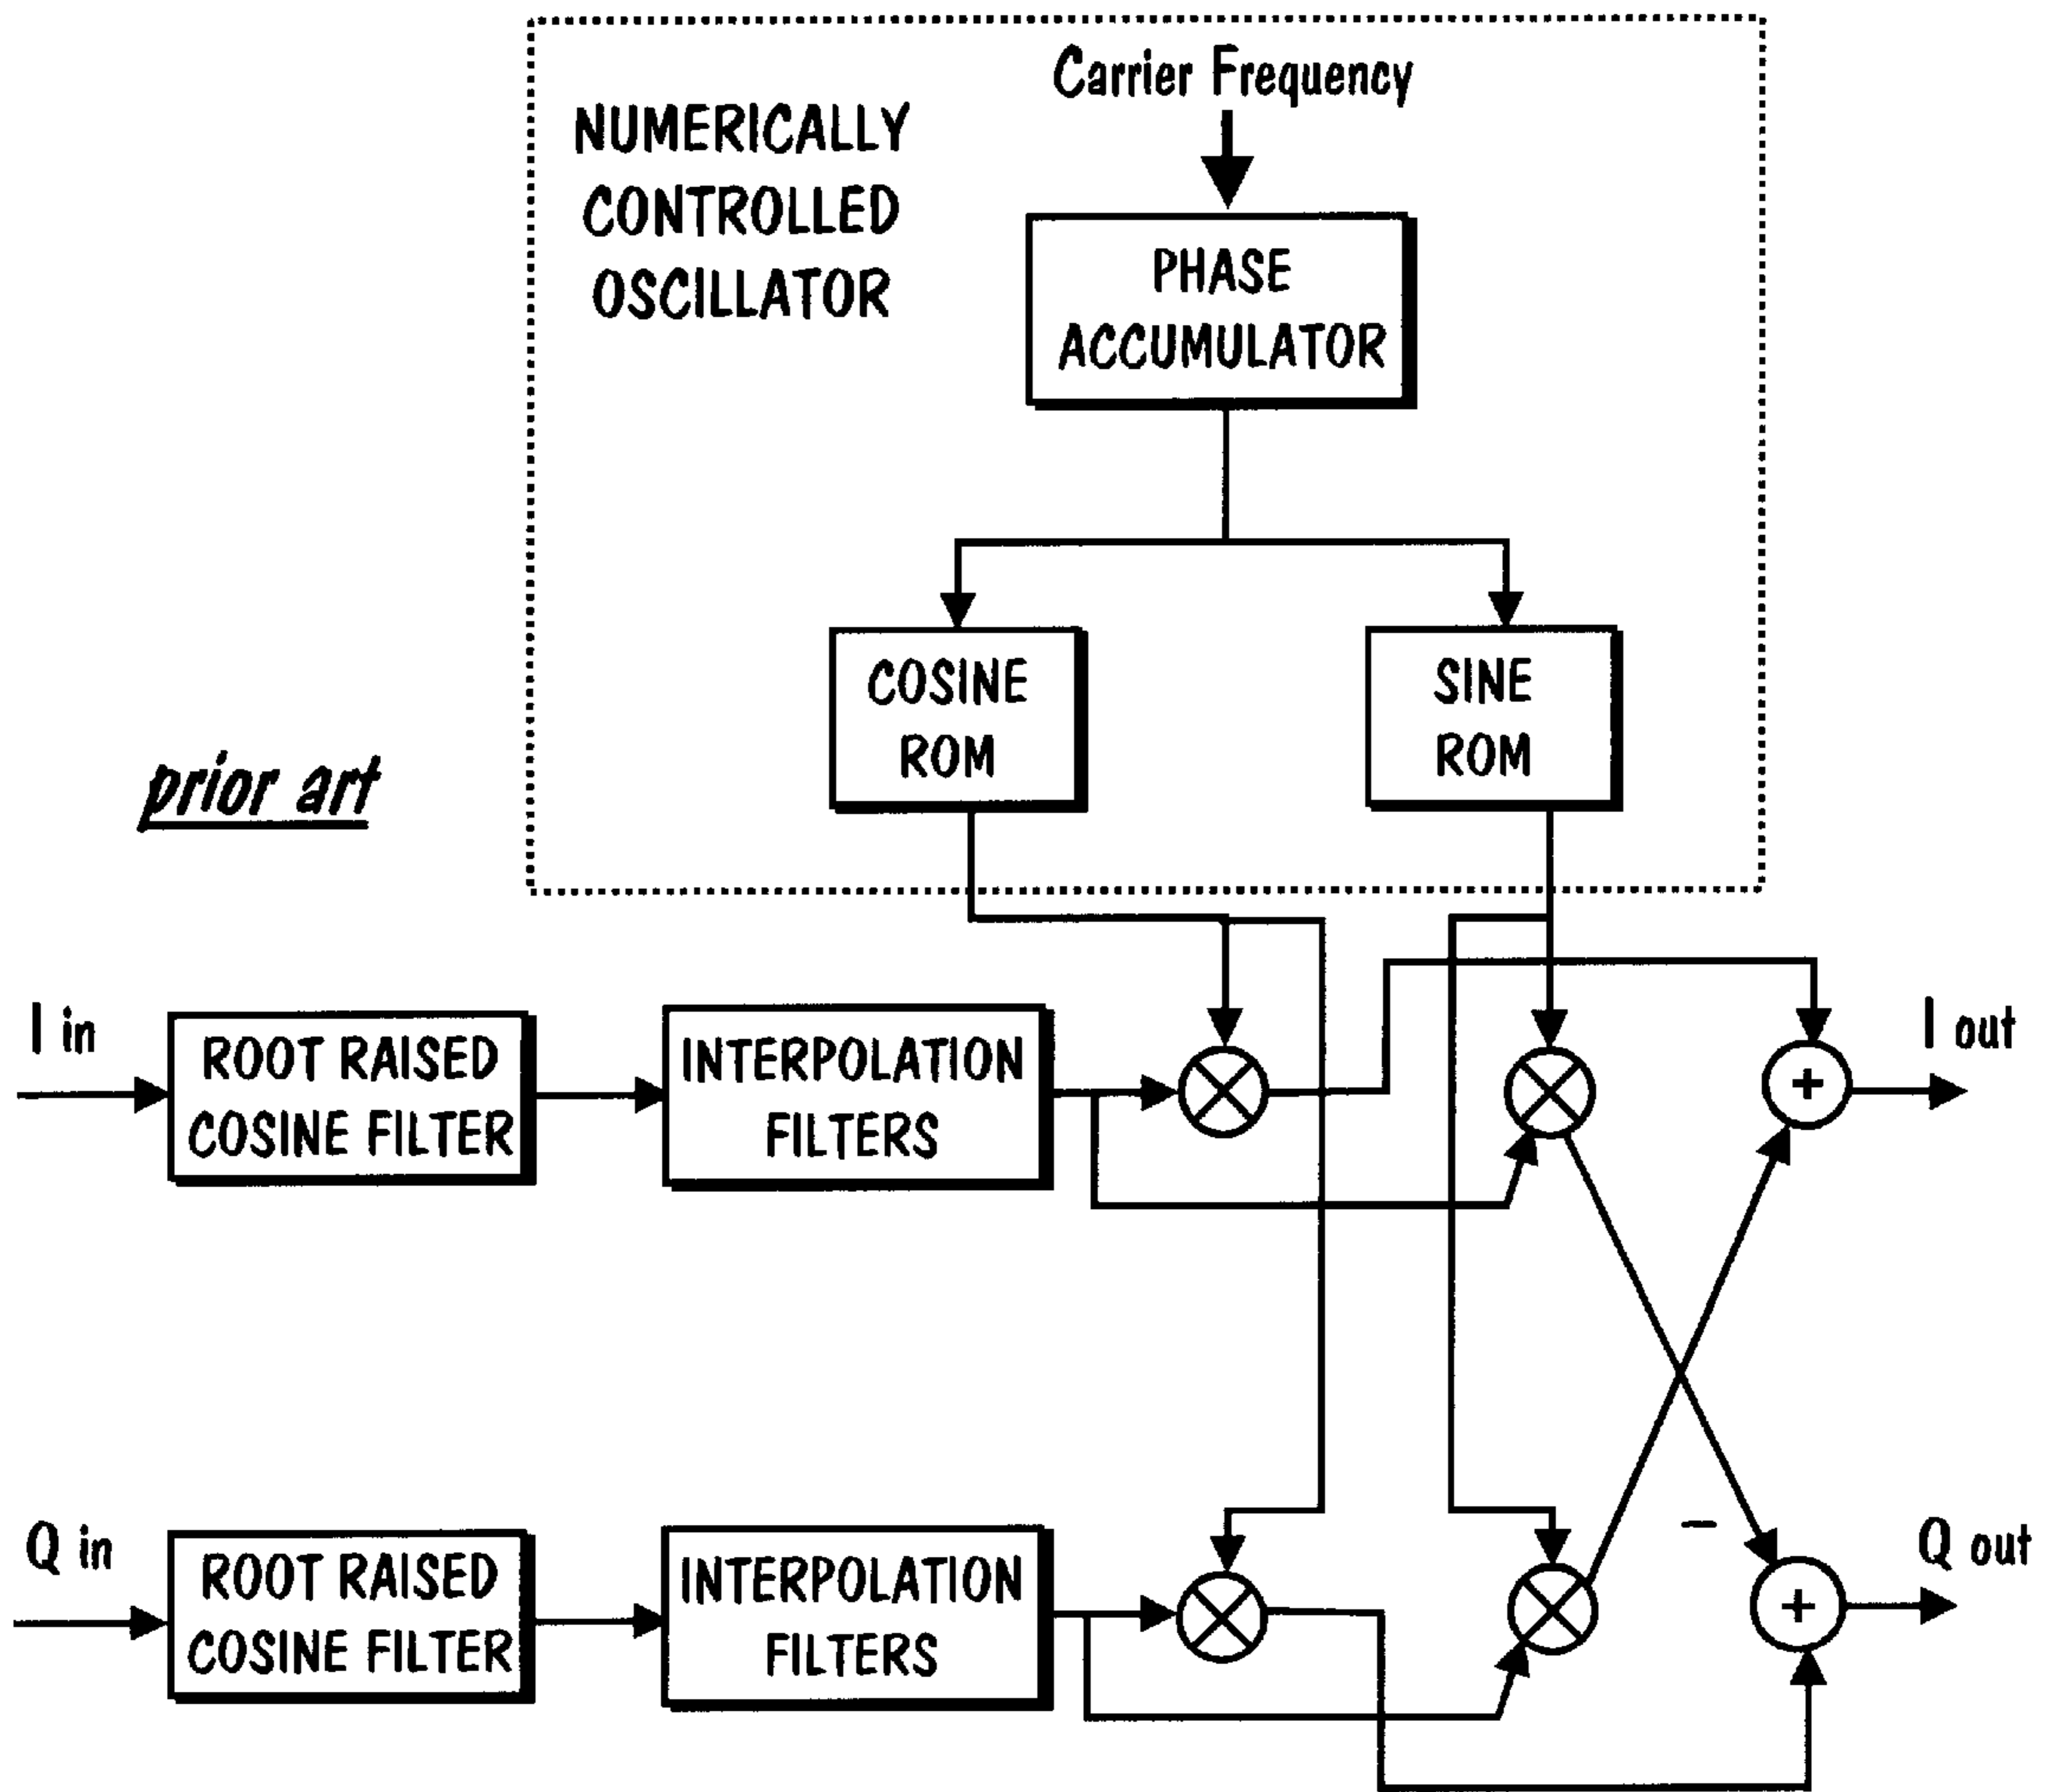 Carrier Frequency
NUMERICALLY
CONTROLLED
OSCILLATOR
PHASE
ACCUMULATOR
COSINE
ROM
SINE
ROM
prior art
I in
ROOT RAISED
COSINE FILTER
INTERPOLATION
FILTERS
+
I out
Q in
ROOT RAISED
COSINE FILTER
INTERPOLATION
FILTERS
−
+
Q out